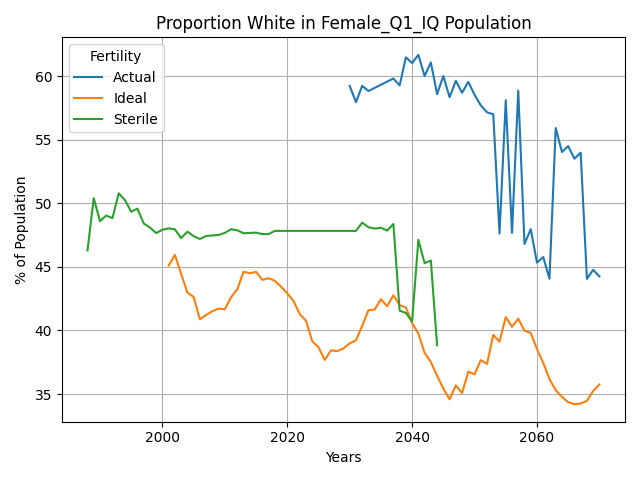 Proportion White in Female_Q1_IQ Population
Fertility
Actual
Ideal
Sterile
% of Population
60
55
50
45
40
35
2000
2020
2040
2060
Years